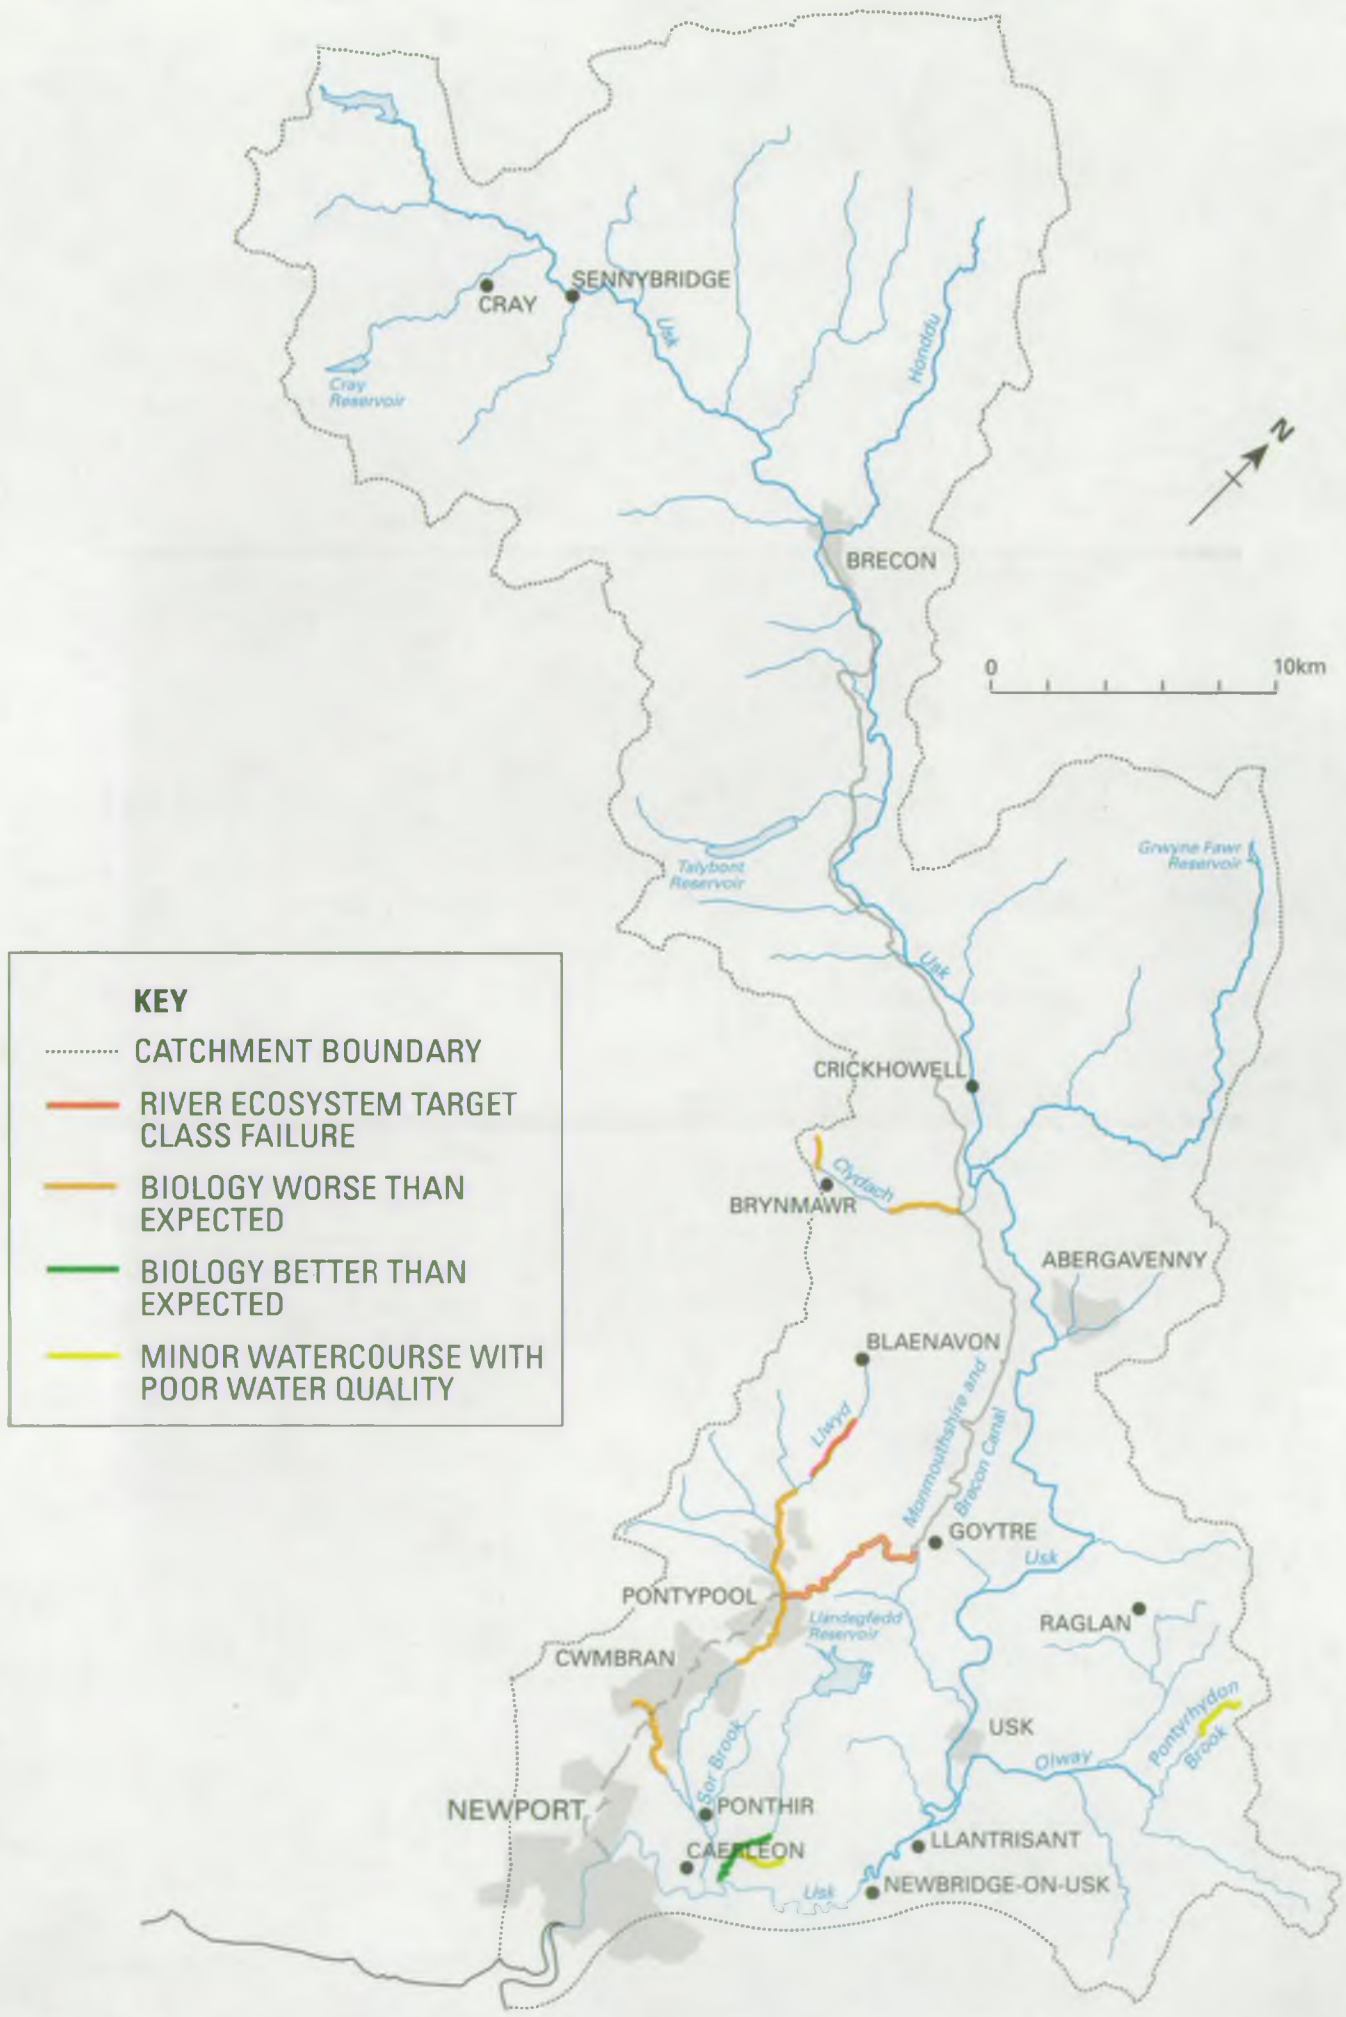 SENNYBRIDGE
CRAY
Usk
Honddu
Cray
Reservoir
N
BRECON
0 10km
Grwyne Fawr
Reservoir
Talybont
Reservoir
Usk
KEY
CATCHMENT BOUNDARY
RIVER ECOSYSTEM TARGET
CLASS FAILURE
BIOLOGY WORSE THAN
EXPECTED
BIOLOGY BETTER THAN
EXPECTED
MINOR WATERCOURSE WITH
POOR WATER QUALITY
CRICKHOWELL
Clydach
BRYNMAWR
ABERGAVENNY
BLAENAVON
Llwyd
Monmouthshire and
Brecon Canal
GOYTRE
Usk
PONTYPOOL
Llandegfedd
Reservoir
RAGLAN
CWMBRAN
Pontyrhydon
Brook
USK
Olway
Sor Brook
NEWPORT
PONTHIR
CAERLEON
LLANTRISANT
Usk
NEWBRIDGE-ON-USK